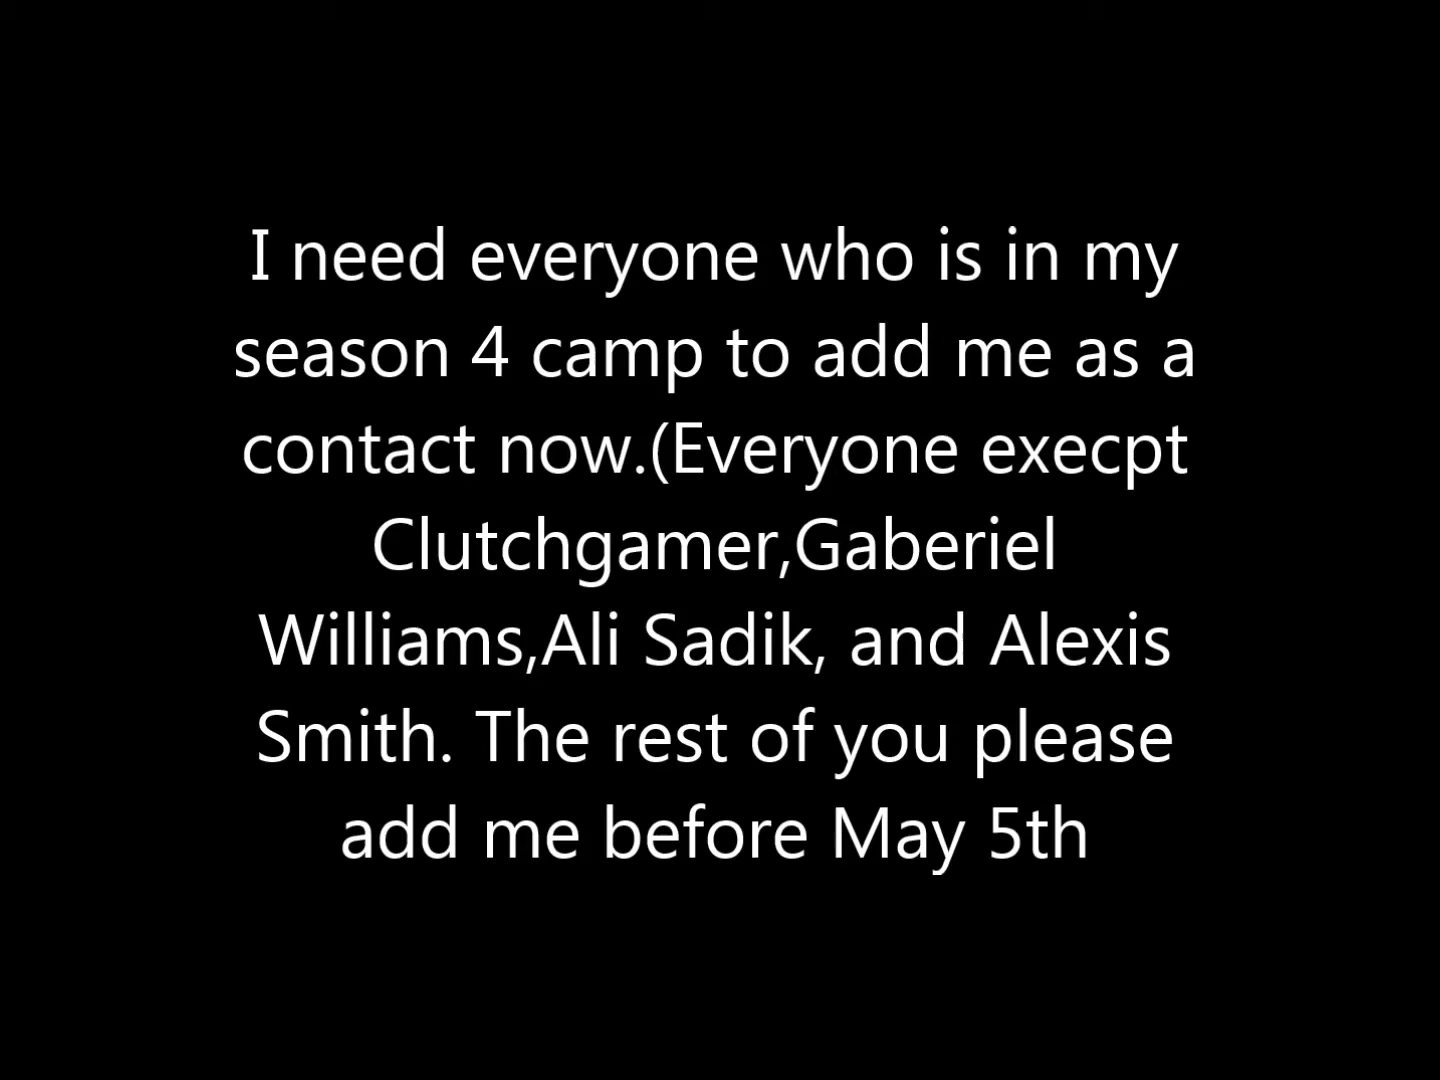 I need everyone who is in my
season 4 camp to add me as a
contact now.(Everyone execpt
Clutchgamer,Gaberiel
Williams,Ali Sadik, and Alexis
Smith. The rest of you please
add me before May 5th